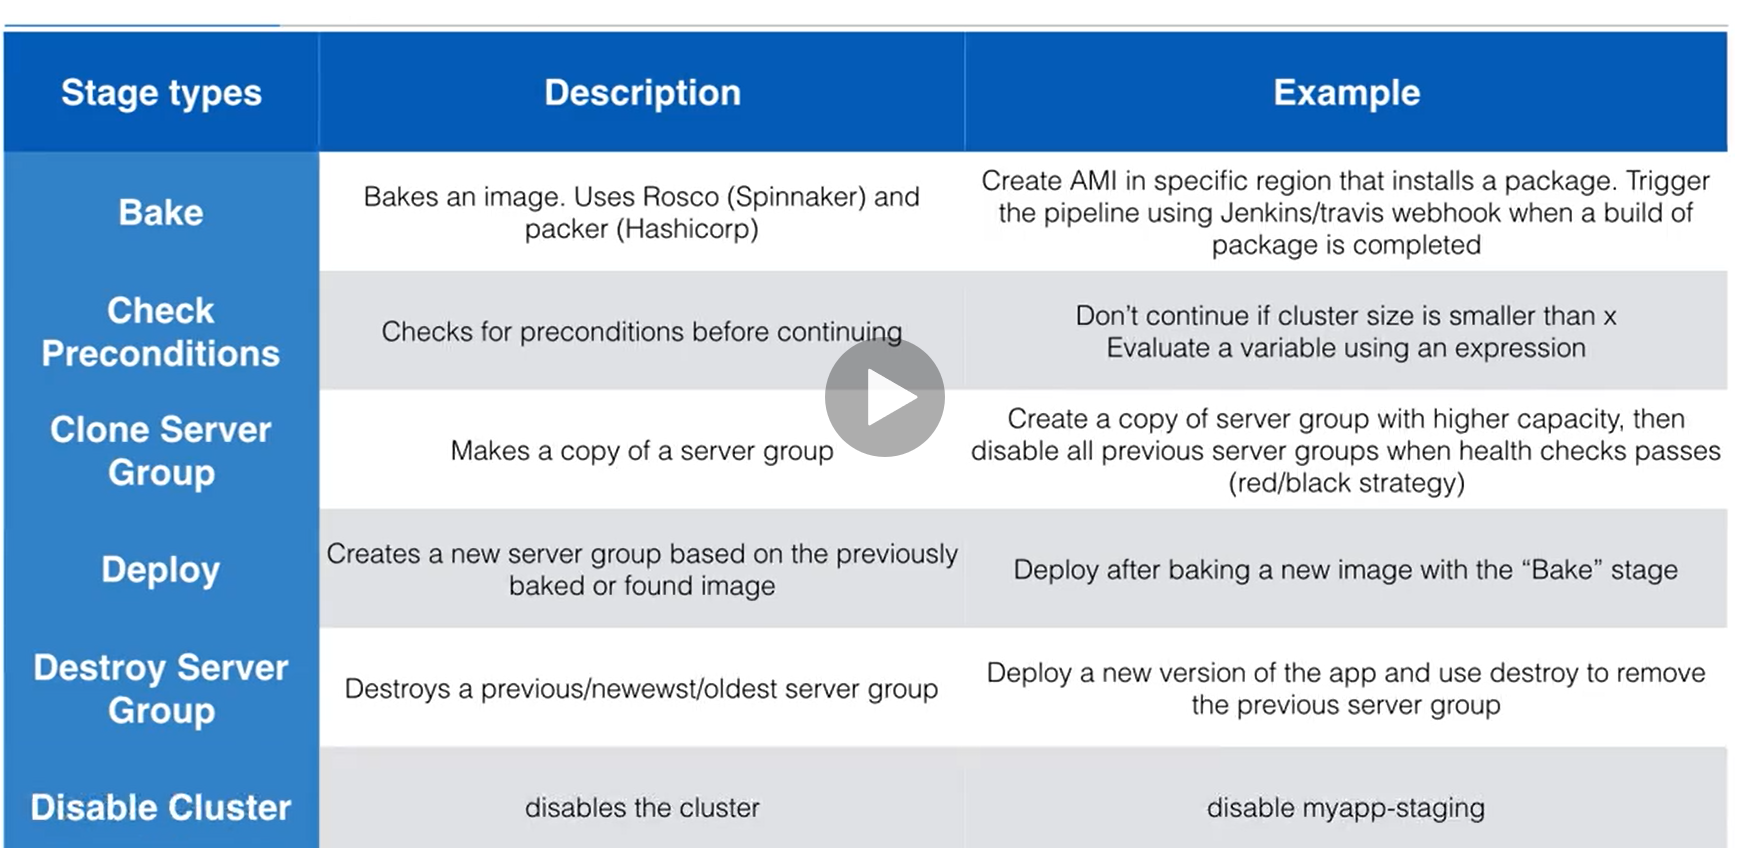 Stage types
Description
Example
Bake
Bakes an image. Uses Rosco (Spinnaker) and
packer (Hashicorp)
Create AMI in specific region that installs a package. Trigger
the pipeline using Jenkins/travis webhook when a build of
package is completed
Check
Preconditions
Checks for preconditions before continuing
Don't continue if cluster size is smaller than x
Evaluate a variable using an expression
Clone Server
Group
Makes a copy of a server group
Create a copy of server group with higher capacity, then
disable all previous server groups when health checks passes
(red/black strategy)
Deploy
Creates a new server group based on the previously
baked or found image
Deploy after baking a new image with the “Bake” stage
Destroy Server
Group
Destroys a previous/newewst/oldest server group
Deploy a new version of the app and use destroy to remove
the previous server group
Disable Cluster
disables the cluster
disable myapp-staging